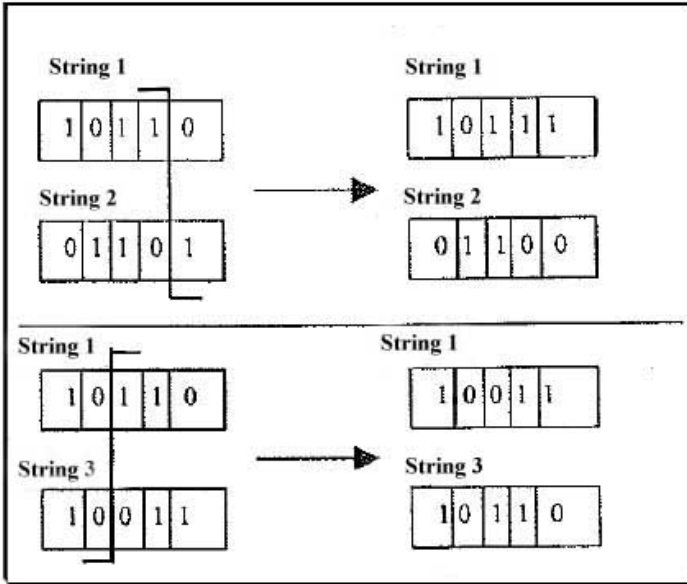 String 1
1 0 1 1 0
String 2
0 1 1 0 1
String 1
1 0 1 1 1
String 2
0 1 1 0 0
String 1
1 0 1 1 0
String 3
1 0 0 1 1
String 1
1 0 0 1 1
String 3
1 0 1 1 0